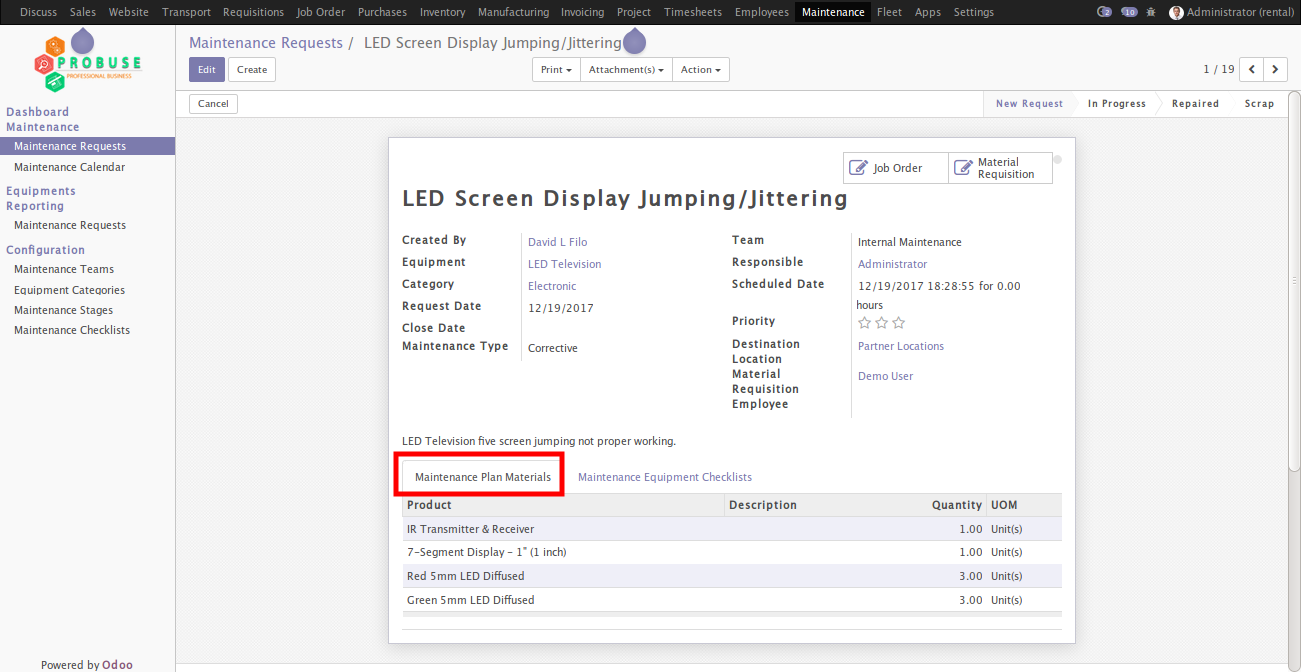 Discuss Sales Website Transport Requisitions Job Order Purchases Inventory Manufacturing Invoicing Project Timesheets Employees Maintenance Fleet Apps Settings 2 10 Administrator (rental)
PROBUSE
PROFESSIONAL BUSINESS
Maintenance Requests / LED Screen Display Jumping/Jittering
Edit Create Print Attachment(s) Action 1 / 19
Cancel New Request In Progress Repaired Scrap
Dashboard
Maintenance
Maintenance Requests
Maintenance Calendar
Equipments
Reporting
Maintenance Requests
Configuration
Maintenance Teams
Equipment Categories
Maintenance Stages
Maintenance Checklists
Powered by Odoo
Job Order
Material Requisition
LED Screen Display Jumping/Jittering
Created By David L Filo
Equipment LED Television
Category Electronic
Request Date 12/19/2017
Close Date
Maintenance Type Corrective
Team Internal Maintenance
Responsible Administrator
Scheduled Date 12/19/2017 18:28:55 for 0.00
hours
Priority
Destination Partner Locations
Location
Material Demo User
Requisition
Employee
LED Television five screen jumping not proper working.
Maintenance Plan Materials Maintenance Equipment Checklists
Product Description Quantity UOM
IR Transmitter & Receiver 1.00 Unit(s)
7-Segment Display - 1" (1 inch) 1.00 Unit(s)
Red 5mm LED Diffused 3.00 Unit(s)
Green 5mm LED Diffused 3.00 Unit(s)